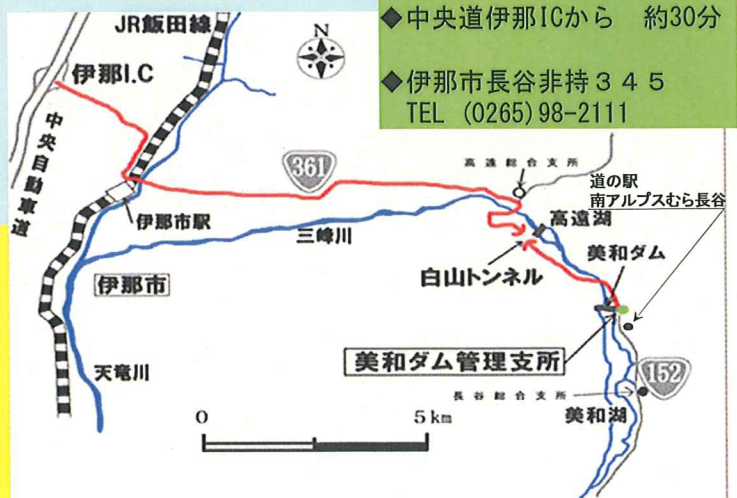 ◆中央道伊那ICから　約30分
◆伊那市長谷非持３４５
TEL (0265)98-2111
JR飯田線
N
伊那I.C
中央自動車道
361
高遠総合支所
道の駅
南アルプスむら長谷
伊那市駅
三峰川
高遠湖
美和ダム
伊那市
白山トンネル
天竜川
美和ダム管理支所
152
長谷総合支所
美和湖
0
5km